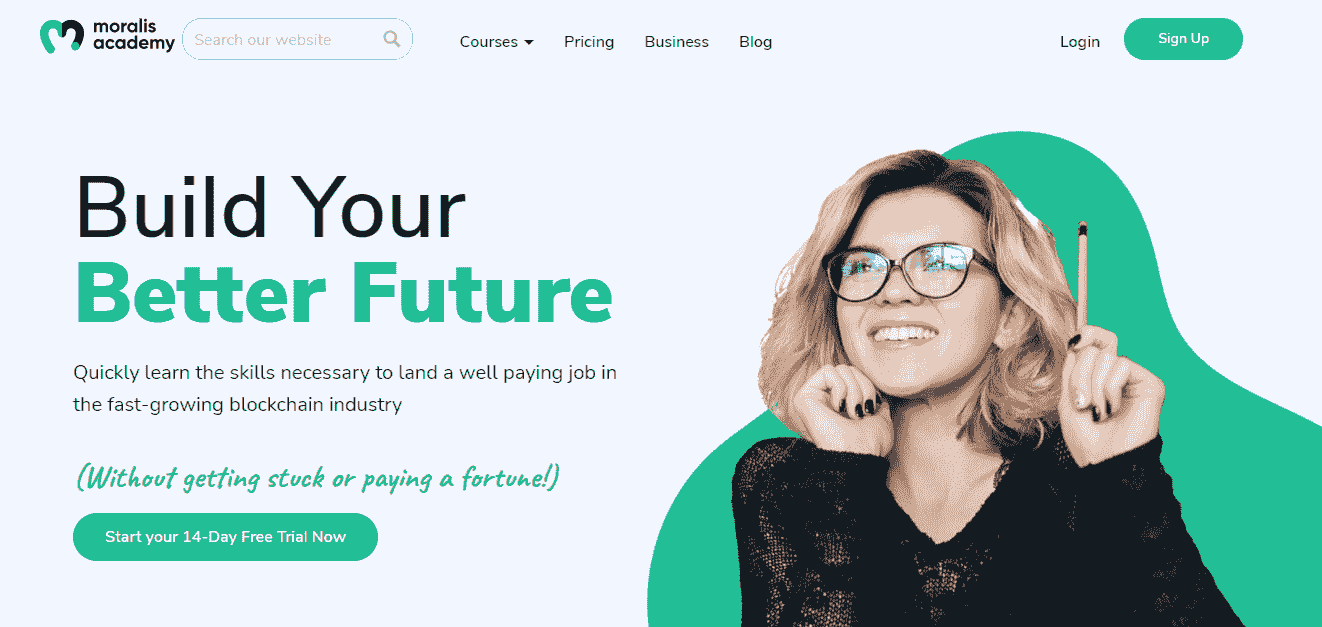 moralis
academy
Search our website
Courses
Pricing
Business
Blog
Login
Sign Up
Build Your
Better Future
Quickly learn the skills necessary to land a well paying job in
the fast-growing blockchain industry
(Without getting stuck or paying a fortune!)
Start your 14-Day Free Trial Now